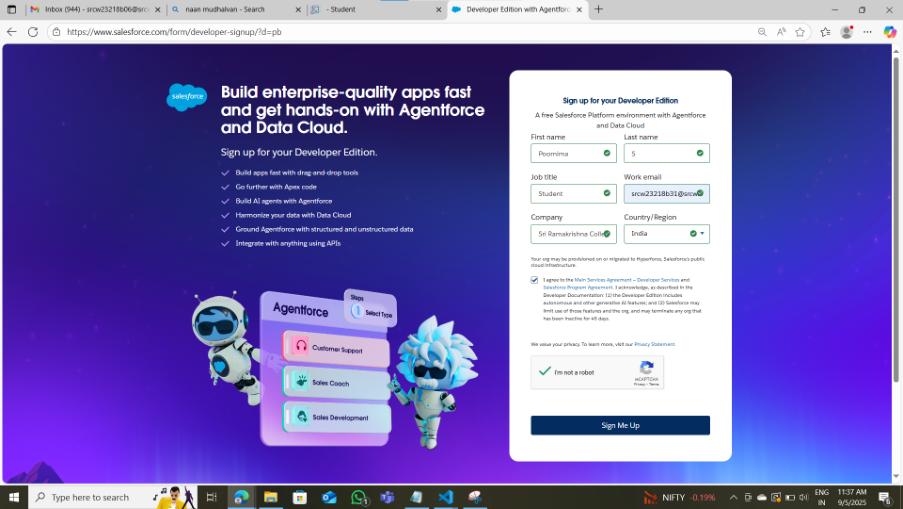 Inbox (944) - srcw23218b06@src
naan mudhalvan - Search
- Student
Developer Edition with Agentforc
https://www.salesforce.com/form/developer-signup/?d=pb
salesforce
Build enterprise-quality apps fast
and get hands-on with Agentforce
and Data Cloud.
Sign up for your Developer Edition.
Build apps fast with drag-and-drop tools
Go further with Apex code
Build AI agents with Agentforce
Harmonize your data with Data Cloud
Ground Agentforce with structured and unstructured data
Integrate with anything using APIs
Agentforce
Steps
1 Select Type
Customer Support
Sales Coach
Sales Development
Sign up for your Developer Edition
A free Salesforce Platform environment with Agentforce
and Data Cloud
First name Last name
Poornima S
Job title Work email
Student srcw23218b31@srcw
Company Country/Region
Sri Ramakrishna Colle India
Your org may be provisioned on or migrated to Hyperforce, Salesforce's public
cloud infrastructure.
I agree to the Main Services Agreement – Developer Services and
Salesforce Program Agreement. I acknowledge, as described in the
Developer Documentation: (1) the Developer Edition includes
autonomous and other generative AI features; and (2) Salesforce may
limit use of those features and the org, and may terminate any org that
has been inactive for 45 days.
We value your privacy. To learn more, visit our Privacy Statement.
I'm not a robot
reCAPTCHA
Privacy - Terms
Sign Me Up
Type here to search
NIFTY -0.19%
ENG
IN
11:37 AM
9/5/2025